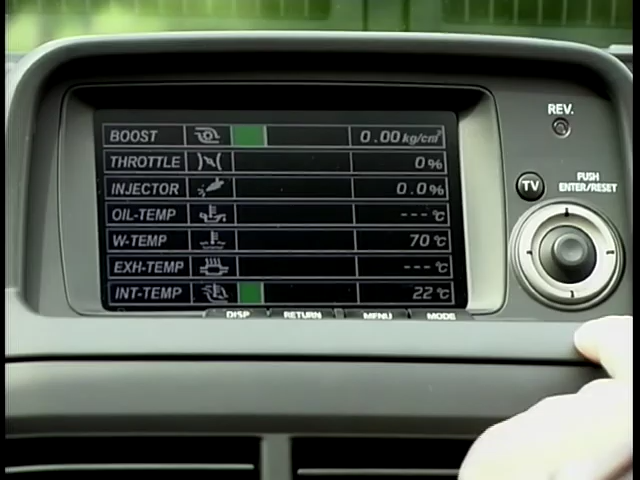 REV.
BOOST 0.00 kg/cm²
THROTTLE 0 %
INJECTOR 0.0 %
OIL-TEMP ---°C
W-TEMP 70 °C
EXH-TEMP ---°C
INT-TEMP 22 °C
TV
PUSH
ENTER/RESET
DISP RETURN MENU MODE